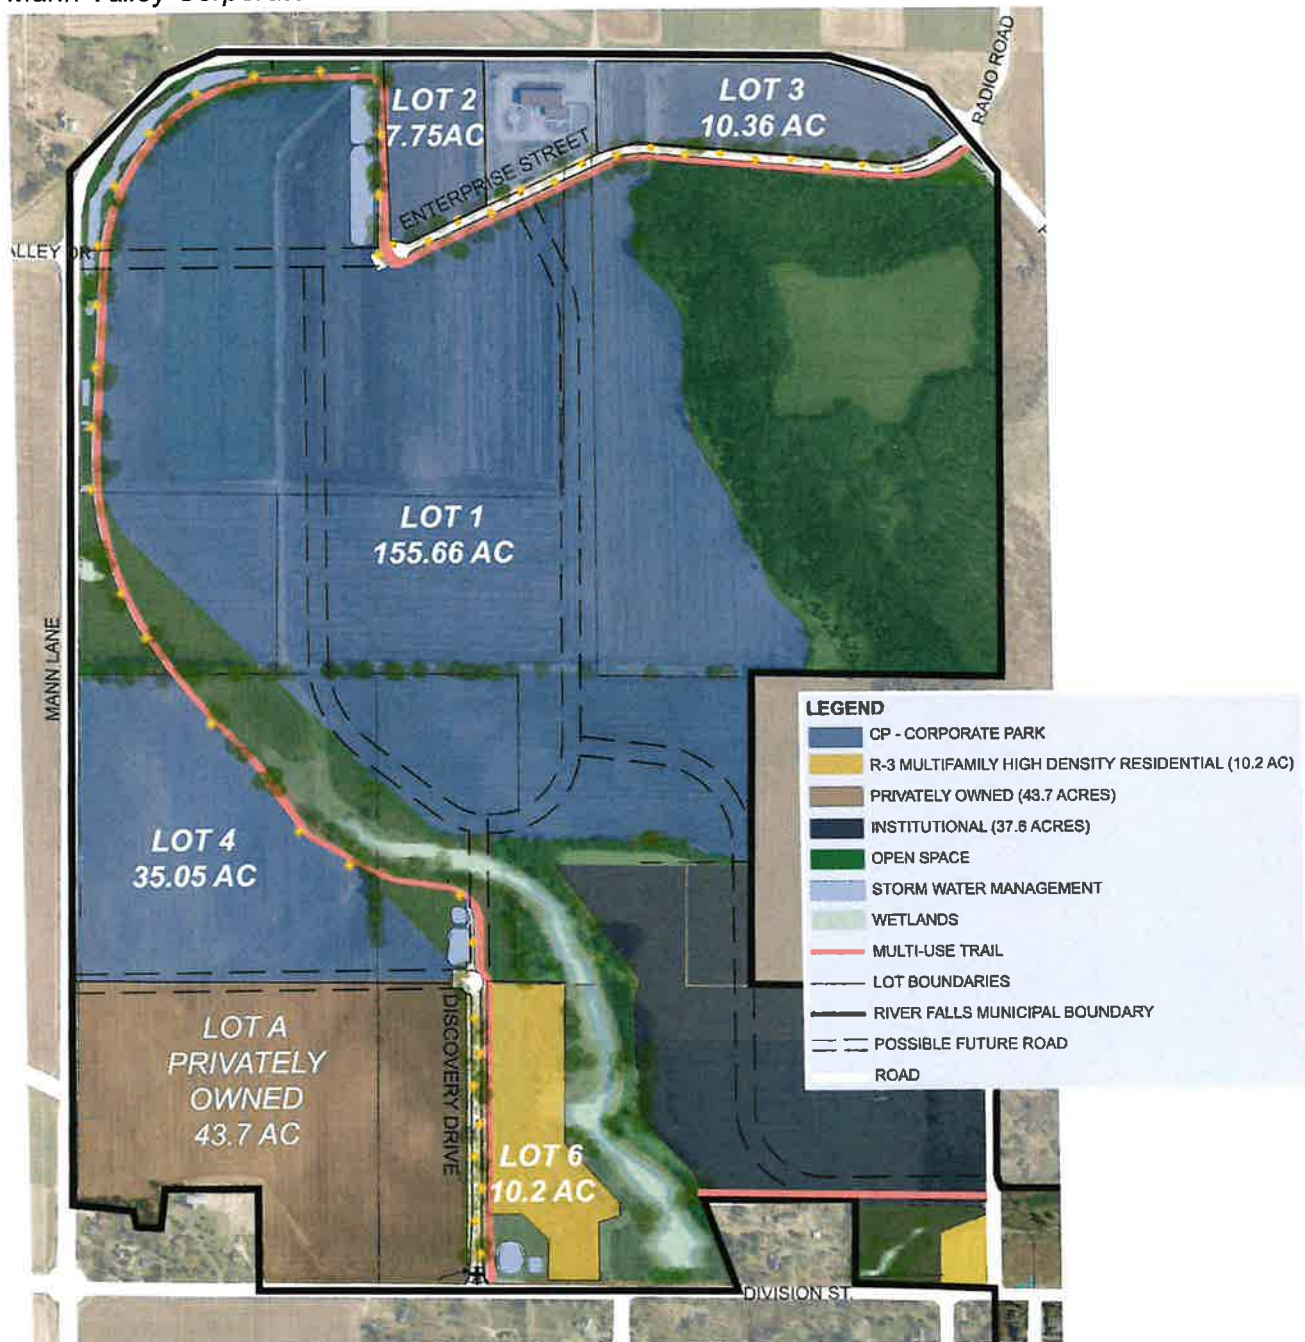 Mann Valley Corporate
RADIO ROAD
LOT 2
7.75AC
LOT 3
10.36 AC
ENTERPRISE STREET
ALLEY DR.
LOT 1
155.66 AC
MANN LANE
LOT 4
35.05 AC
LOT A
PRIVATELY
OWNED
43.7 AC
DISCOVERY DRIVE
LOT 6
10.2 AC
DIVISION ST.
LEGEND
CP - CORPORATE PARK
R-3 MULTIFAMILY HIGH DENSITY RESIDENTIAL (10.2 AC)
PRIVATELY OWNED (43.7 ACRES)
INSTITUTIONAL (37.6 ACRES)
OPEN SPACE
STORM WATER MANAGEMENT
WETLANDS
MULTI-USE TRAIL
LOT BOUNDARIES
RIVER FALLS MUNICIPAL BOUNDARY
POSSIBLE FUTURE ROAD
ROAD